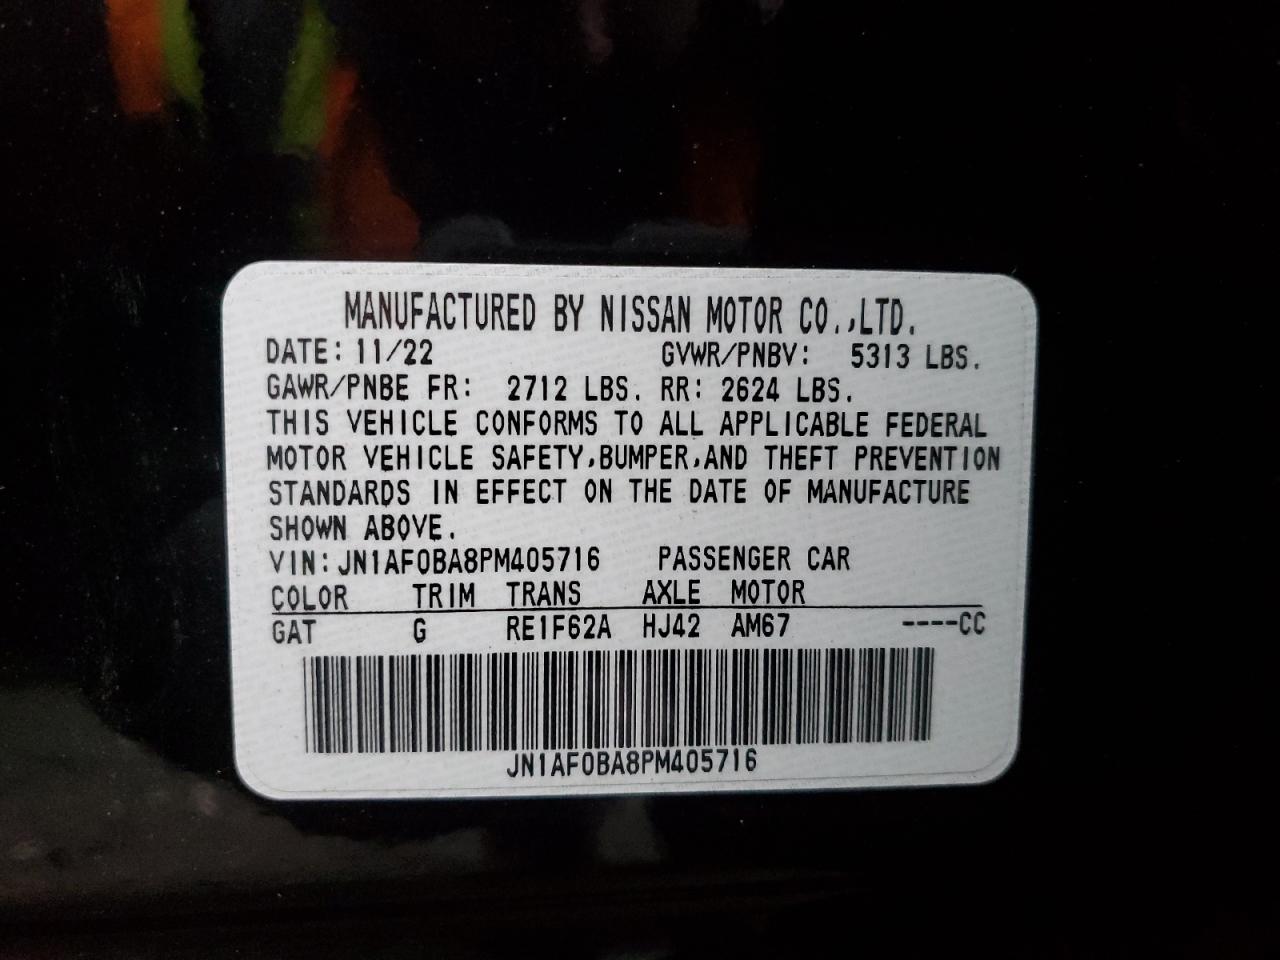 MANUFACTURED BY NISSAN MOTOR CO.,LTD.
DATE: 11/22 GVWR/PNBV: 5313 LBS.
GAWR/PNBE FR: 2712 LBS. RR: 2624 LBS.
THIS VEHICLE CONFORMS TO ALL APPLICABLE FEDERAL
MOTOR VEHICLE SAFETY,BUMPER,AND THEFT PREVENTION
STANDARDS IN EFFECT ON THE DATE OF MANUFACTURE
SHOWN ABOVE.
VIN:JN1AF0BA8PM405716 PASSENGER CAR
COLOR TRIM TRANS AXLE MOTOR
GAT G RE1F62A HJ42 AM67 ----CC
JN1AF0BA8PM405716